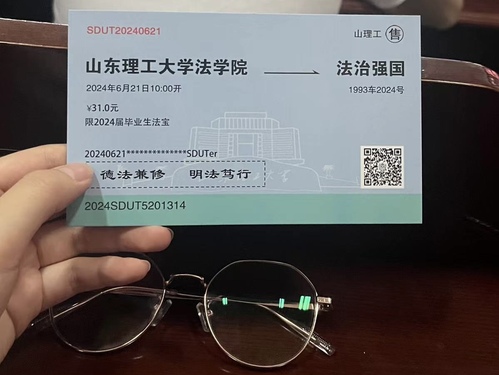 SDUT20240621
山理工 售
山东理工大学法学院 法治强国
2024年6月21日10:00开 1993车2024号
¥31.0元
限2024届毕业生法宝
20240621**************SDUTer
德法兼修 明法笃行
2024SDUT5201314